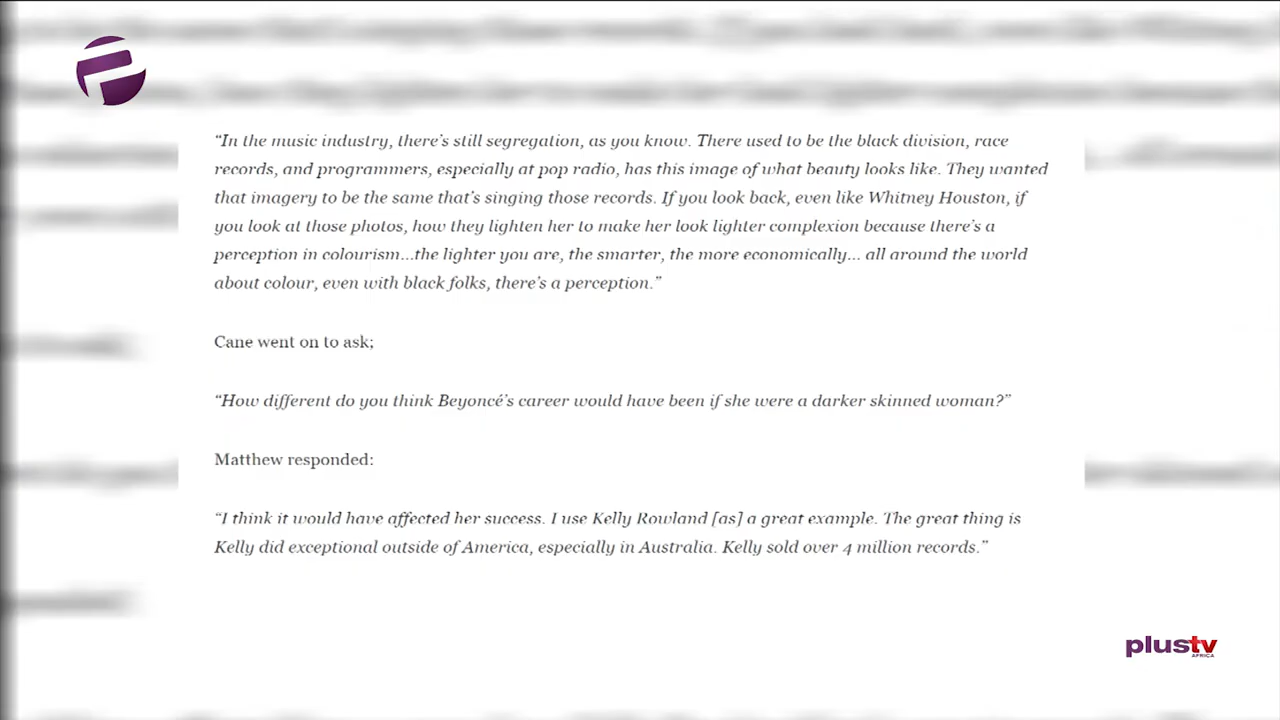 “In the music industry, there’s still segregation, as you know. There used to be the black division, race
records, and programmers, especially at pop radio, has this image of what beauty looks like. They wanted
that imagery to be the same that’s singing those records. If you look back, even like Whitney Houston, if
you look at those photos, how they lighten her to make her look lighter complexion because there’s a
perception in colourism...the lighter you are, the smarter, the more economically... all around the world
about colour, even with black folks, there’s a perception.”
Cane went on to ask;
“How different do you think Beyoncé’s career would have been if she were a darker skinned woman?”
Matthew responded:
“I think it would have affected her success. I use Kelly Rowland [as] a great example. The great thing is
Kelly did exceptional outside of America, especially in Australia. Kelly sold over 4 million records.”
plustv
AFRICA